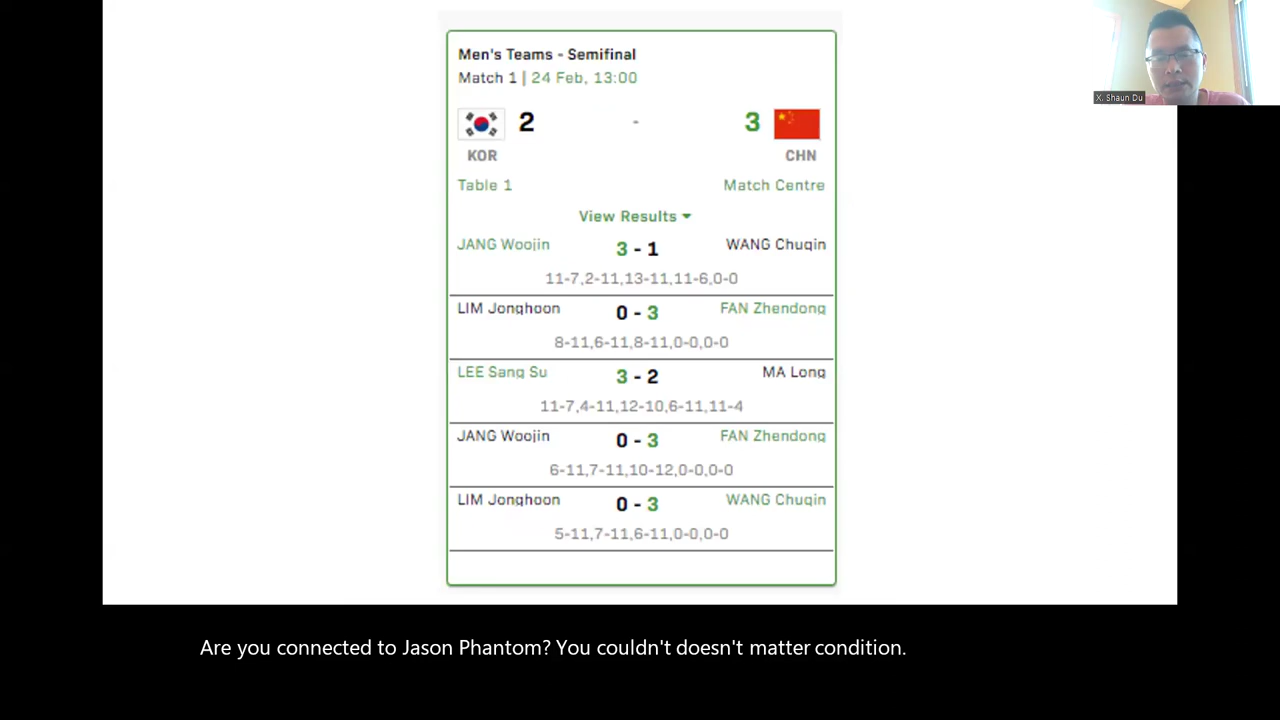 Men's Teams - Semifinal
Match 1 | 24 Feb, 13:00
2 - 3
KOR CHN
Table 1 Match Centre
View Results
JANG Woojin 3 - 1 WANG Chuqin
11-7,2-11,13-11,11-6,0-0
LIM Jonghoon 0 - 3 FAN Zhendong
8-11,6-11,8-11,0-0,0-0
LEE Sang Su 3 - 2 MA Long
11-7,4-11,12-10,6-11,11-4
JANG Woojin 0 - 3 FAN Zhendong
6-11,7-11,10-12,0-0,0-0
LIM Jonghoon 0 - 3 WANG Chuqin
5-11,7-11,6-11,0-0,0-0
X. Shaun Du
Are you connected to Jason Phantom? You couldn't doesn't matter condition.